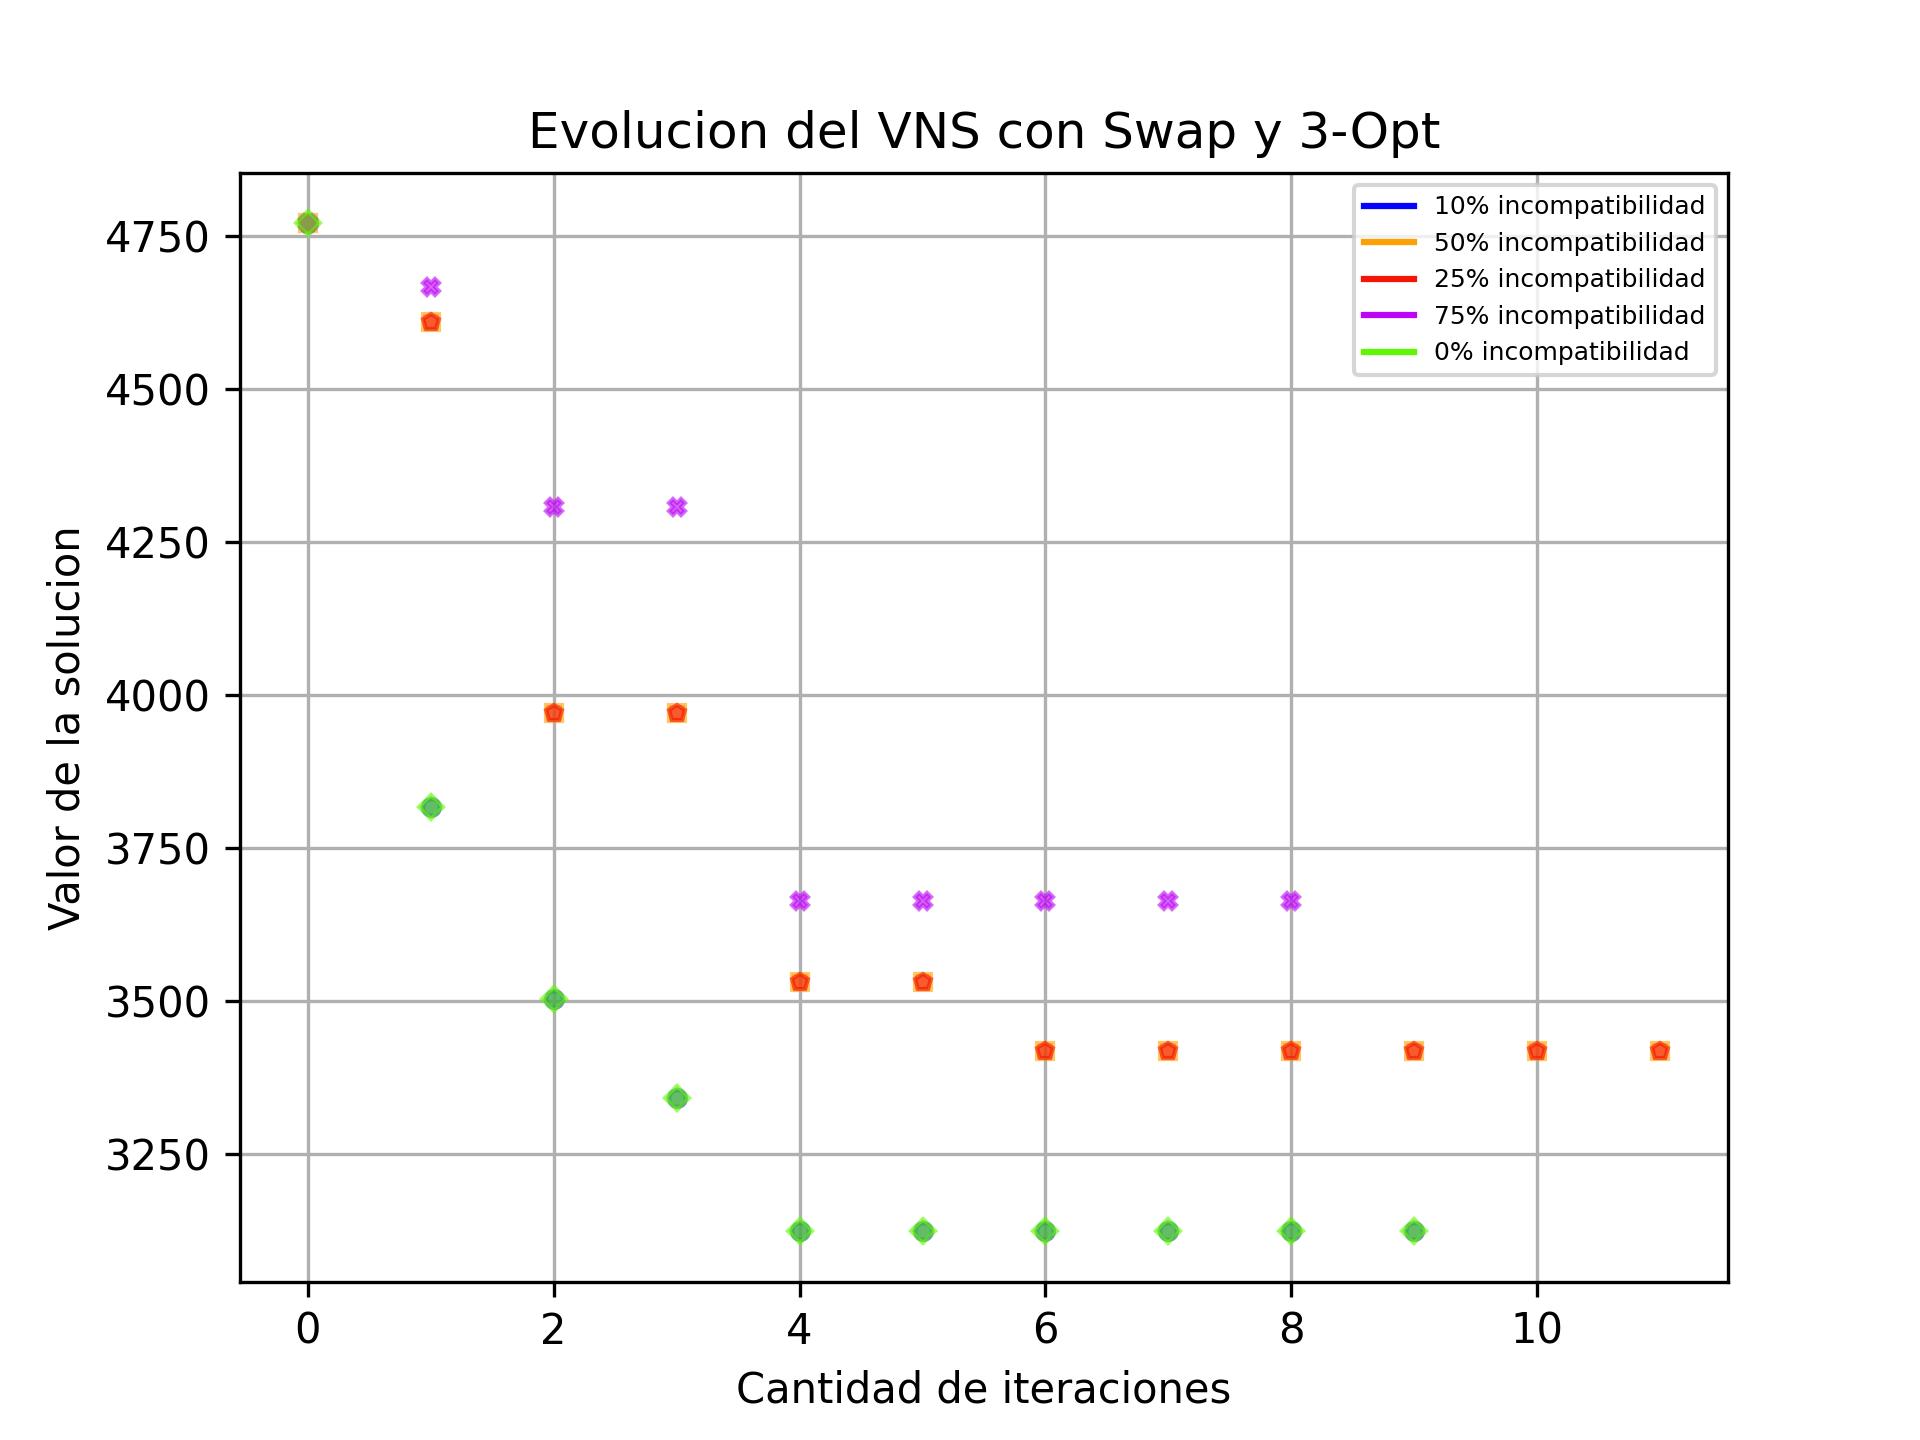 Evolucion del VNS con Swap y 3-Opt
10% incompatibilidad
50% incompatibilidad
25% incompatibilidad
75% incompatibilidad
0% incompatibilidad
Valor de la solucion
4750
4500
4250
4000
3750
3500
3250
0 2 4 6 8 10
Cantidad de iteraciones